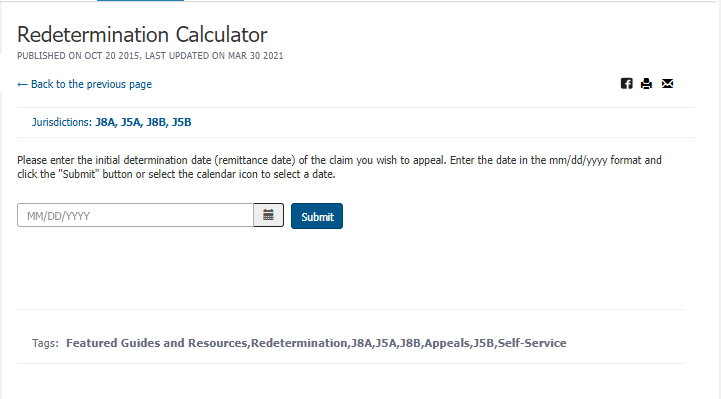 Redetermination Calculator
PUBLISHED ON OCT 20 2015, LAST UPDATED ON MAR 30 2021
← Back to the previous page
Jurisdictions: J8A, J5A, J8B, J5B
Please enter the initial determination date (remittance date) of the claim you wish to appeal. Enter the date in the mm/dd/yyyy format and
click the "Submit" button or select the calendar icon to select a date.
MM/DD/YYYY
Submit
Tags: Featured Guides and Resources,Redetermination,J8A,J5A,J8B,Appeals,J5B,Self-Service